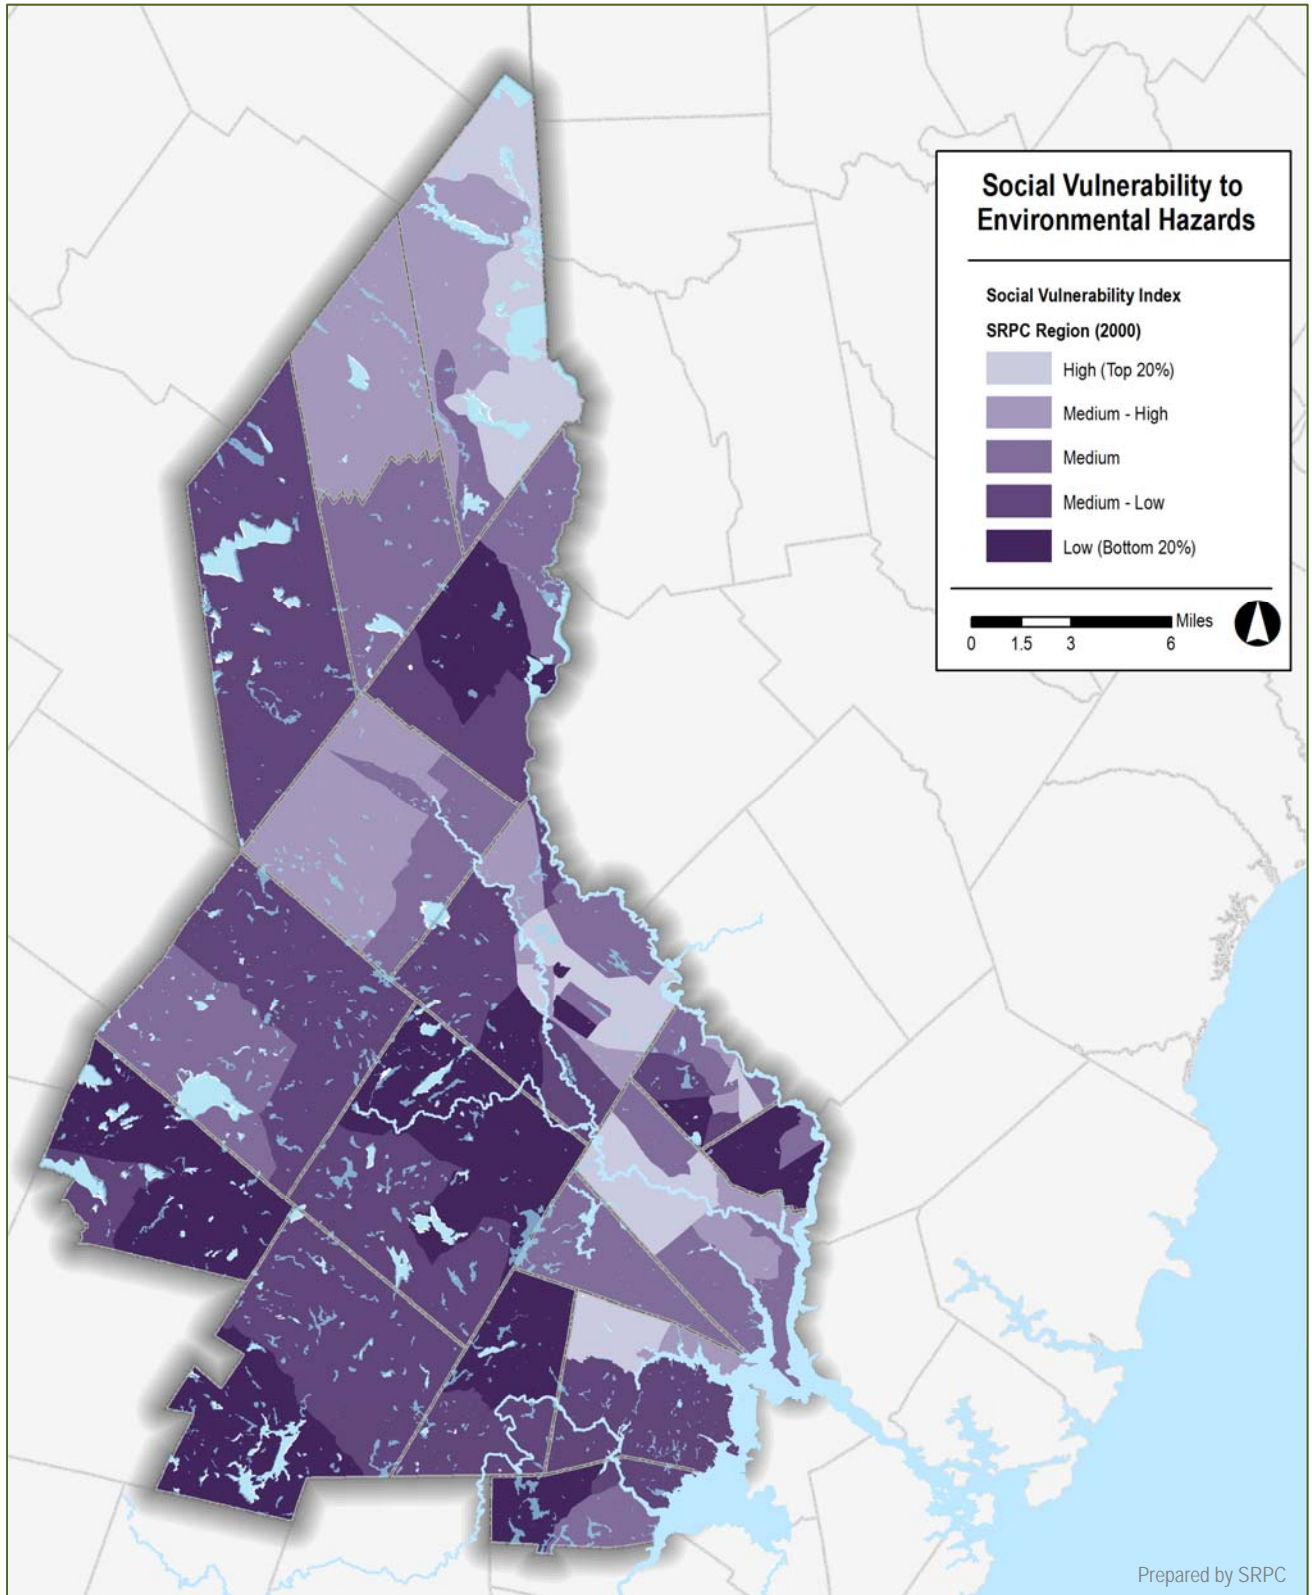 Social Vulnerability to
Environmental Hazards
Social Vulnerability Index
SRPC Region (2000)
High (Top 20%)
Medium - High
Medium
Medium - Low
Low (Bottom 20%)
Miles
0 1.5 3 6
Prepared by SRPC